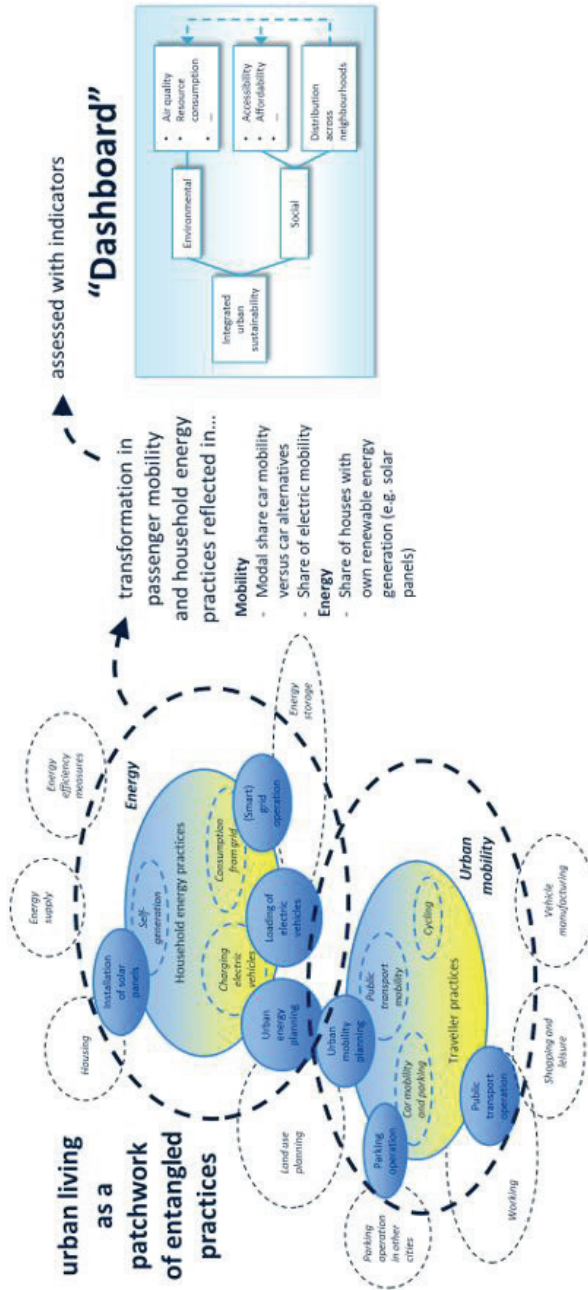 urban living
as a
patchwork
of entangled
practices
Housing
Energy
supply
Energy
efficiency
measures
Energy
Installation
of solar
panels
Self-
generation
Household energy practices
Charging
electric
vehicles
Consumption
from grid
Urban
energy
planning
Loading of
electric
vehicles
(Smart)
grid
operation
Energy
storage
Land use
planning
Urban
mobility
planning
Parking
operation
in other
cities
Parking
operation
Car mobility
and parking
Public
transport
mobility
Cycling
Traveller practices
Urban
mobility
Public
transport
operation
Working
Shopping and
leisure
Vehicle
manufacturing
transformation in
passenger mobility
and household energy
practices reflected in...
Mobility
- Modal share car mobility
versus car alternatives
- Share of electric mobility
Energy
- Share of houses with
own renewable energy
generation (e.g. solar
panels)
assessed with indicators
“Dashboard”
Integrated
urban
sustainability
Environmental
Social
• Air quality
• Resource
consumption
• ...
• Accessibility
• Affordability
• ...
Distribution
across
neighbourhoods